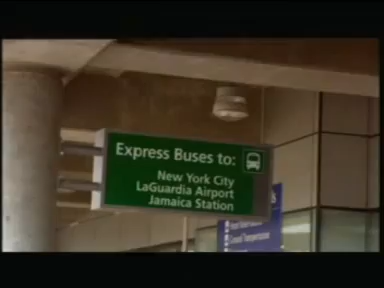 Express Buses to:
New York City
LaGuardia Airport
Jamaica Station